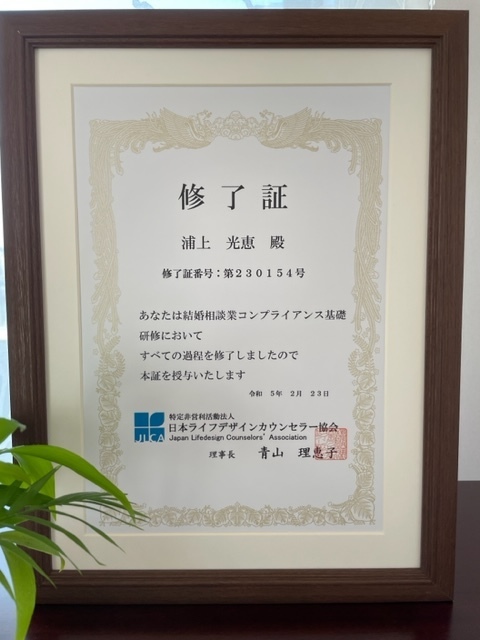 修了証
浦上 光恵 殿
修了証番号：第230154号
あなたは結婚相談業コンプライアンス基礎
研修において
すべての過程を修了しましたので
本証を授与いたします
令和 5年 2月 23日
特定非営利活動法人
日本ライフデザインカウンセラー協会
JLCA Japan Lifedesign Counselors' Association
理事長 青山 理恵子